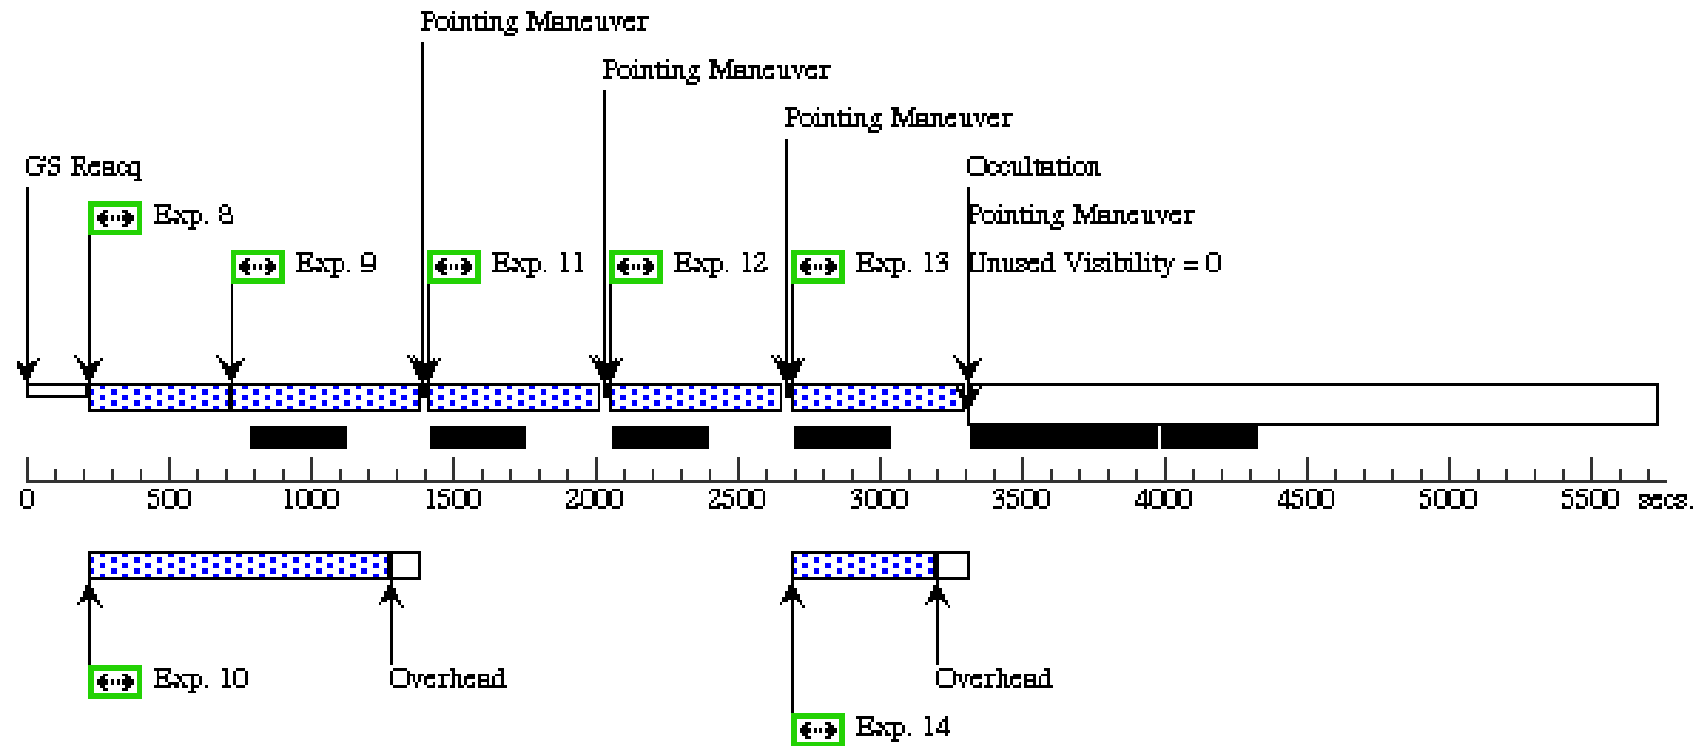 Pointing Maneuver
Pointing Maneuver
Pointing Maneuver
GS Reacq
Occultation
Exp. 8
Pointing Maneuver
Exp. 9
Exp. 11
Exp. 12
Exp. 13
Unused Visibility = 0
0 500 1000 1500 2000 2500 3000 3500 4000 4500 5000 5500 secs.
Exp. 10
Overhead
Overhead
Exp. 14